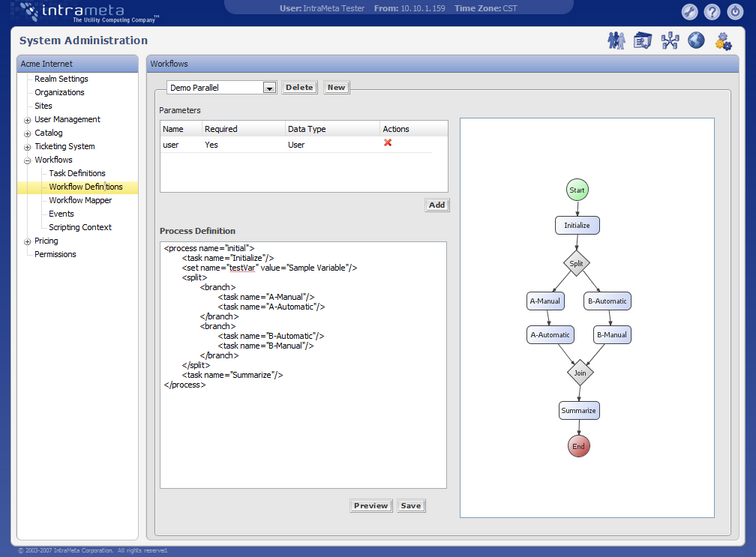 intrameta
The Utility Computing Company™
User: IntraMeta Tester From: 10.10.1.159 Time Zone: CST
System Administration
Acme Internet
Realm Settings
Organizations
Sites
User Management
Catalog
Ticketing System
Workflows
Task Definitions
Workflow Definitions
Workflow Mapper
Events
Scripting Context
Pricing
Permissions
Workflows
Demo Parallel Delete New
Parameters
Name Required Data Type Actions
user Yes User
Add
Process Definition
<process name="initial">
<task name="Initialize"/>
<set name="testVar" value="Sample Variable"/>
<split>
<branch>
<task name="A-Manual"/>
<task name="A-Automatic"/>
</branch>
<branch>
<task name="B-Automatic"/>
<task name="B-Manual"/>
</branch>
</split>
<task name="Summarize"/>
</process>
Preview Save
Start
Initialize
Split
A-Manual B-Automatic
A-Automatic B-Manual
Join
Summarize
End
© 2003-2007 IntraMeta Corporation. All rights reserved.